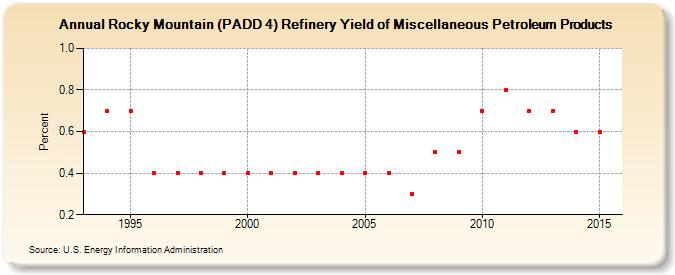 Annual Rocky Mountain (PADD 4) Refinery Yield of Miscellaneous Petroleum Products
Percent
1.0
0.8
0.6
0.4
0.2
1995 2000 2005 2010 2015
Source: U.S. Energy Information Administration